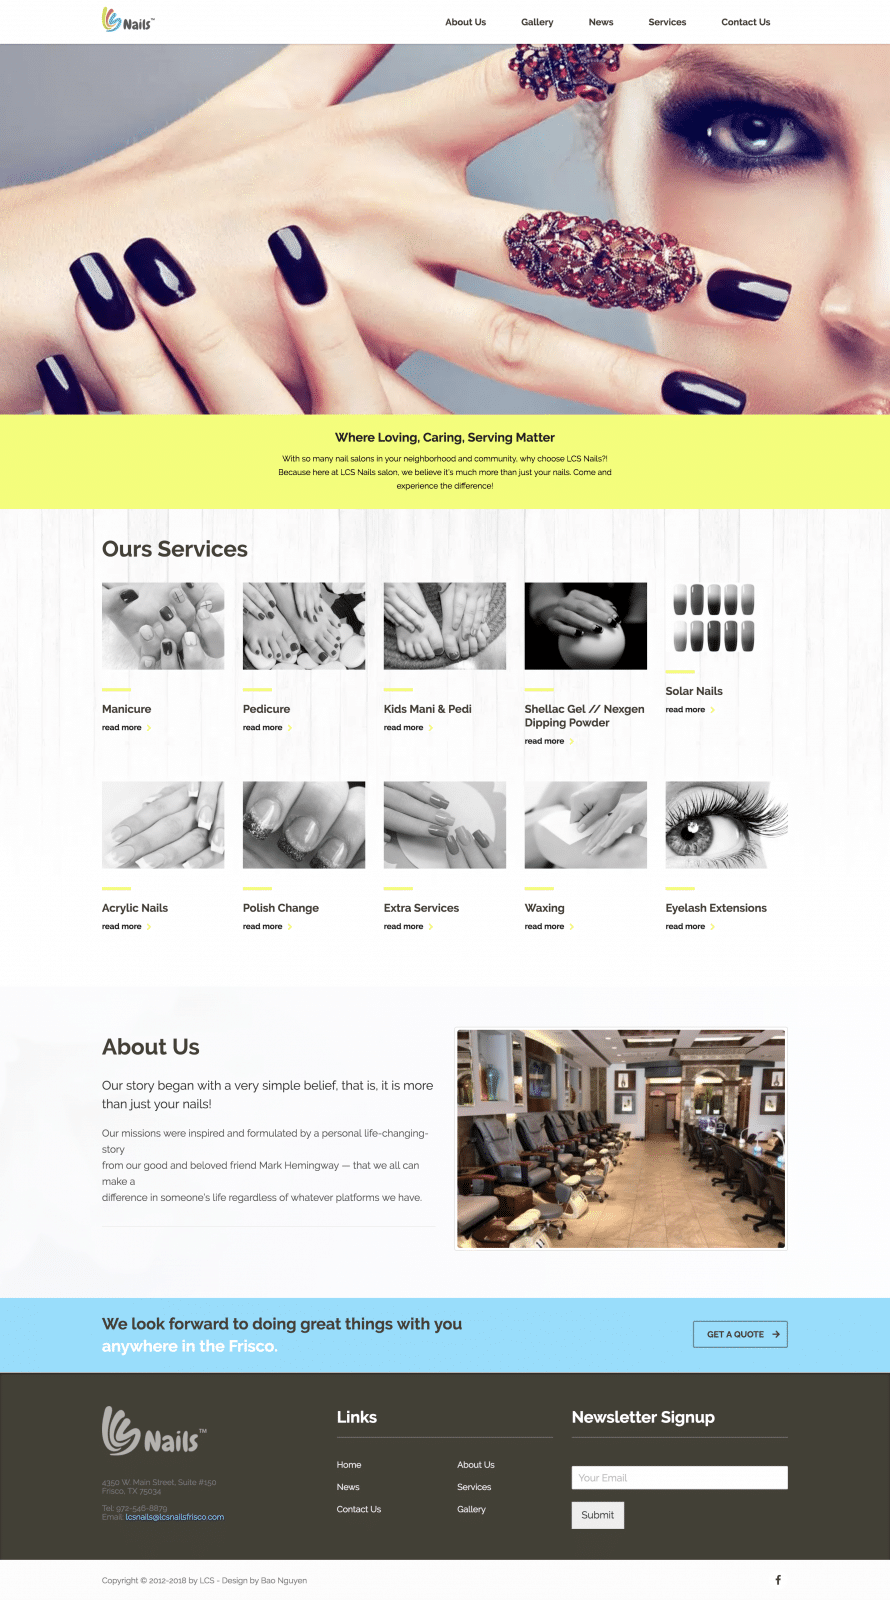 Nails™
About Us
Gallery
News
Services
Contact Us
Where Loving, Caring, Serving Matter
With so many nail salons in your neighborhood and community, why choose LCS Nails?!
Because here at LCS Nails salon, we believe it's much more than just your nails. Come and
experience the difference!
Ours Services
Manicure
read more
Pedicure
read more
Kids Mani & Pedi
read more
Shellac Gel // Nexgen
Dipping Powder
read more
Solar Nails
read more
Acrylic Nails
read more
Polish Change
read more
Extra Services
read more
Waxing
read more
Eyelash Extensions
read more
About Us
Our story began with a very simple belief, that is, it is more
than just your nails!
Our missions were inspired and formulated by a personal life-changing-
story
from our good and beloved friend Mark Hemingway — that we all can
make a
difference in someone's life regardless of whatever platforms we have.
We look forward to doing great things with you
anywhere in the Frisco.
GET A QUOTE
Nails™
4350 W. Main Street, Suite #150
Frisco, TX 75034
Tel: 972-546-8879
Email: lcsnails@lcsnailsfrisco.com
Links
Home
About Us
News
Services
Contact Us
Gallery
Newsletter Signup
Your Email
Submit
Copyright © 2012-2018 by LCS - Design by Bao Nguyen